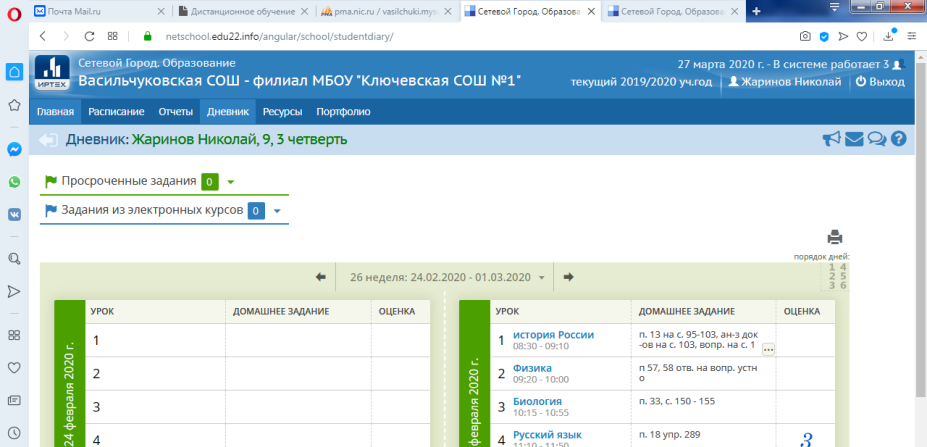 Почта Mail.ru
Дистанционное обучение
pma.nic.ru / vasilchuki.mys
Сетевой Город. Образова
Сетевой Город. Образова
netschool.edu22.info/angular/school/studentdiary/
Сетевой Город. Образование
27 марта 2020 г. - В системе работает 3
ИРТЕХ
Васильчуковская СОШ - филиал МБОУ "Ключевская СОШ №1"
текущий 2019/2020 уч.год
Жаринов Николай
Выход
Главная Расписание Отчеты Дневник Ресурсы Портфолио
Дневник: Жаринов Николай, 9, 3 четверть
Просроченные задания 0
Задания из электронных курсов 0
порядок дней:
1 4
2 5
3 6
26 неделя: 24.02.2020 - 01.03.2020
24 февраля 2020 г.
УРОК ДОМАШНЕЕ ЗАДАНИЕ ОЦЕНКА
1
2
3
4
февраля 2020 г.
УРОК ДОМАШНЕЕ ЗАДАНИЕ ОЦЕНКА
1 история России п. 13 на с. 95-103, ан-з док
08:30 - 09:10 -ов на с. 103, вопр. на с. 1 ...
2 Физика п 57, 58 отв. на вопр. устн
09:20 - 10:00 о
3 Биология п. 33, с. 150 - 155
10:15 - 10:55
4 Русский язык п. 18 упр. 289 3
11:10 - 11:50